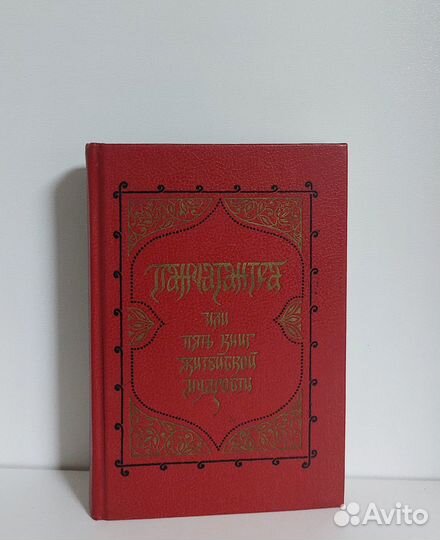 Панчатантра
или
пять книг
житейской
мудрости
Avito